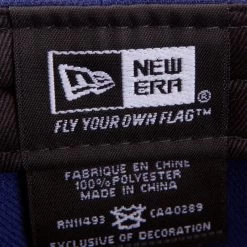 NEW
ERA®
FLY YOUR OWN FLAG™
FABRIQUE EN CHINE
100% POLYESTER
MADE IN CHINA
RN11493 CA40289
EXCLUSIVE OF DECORATION